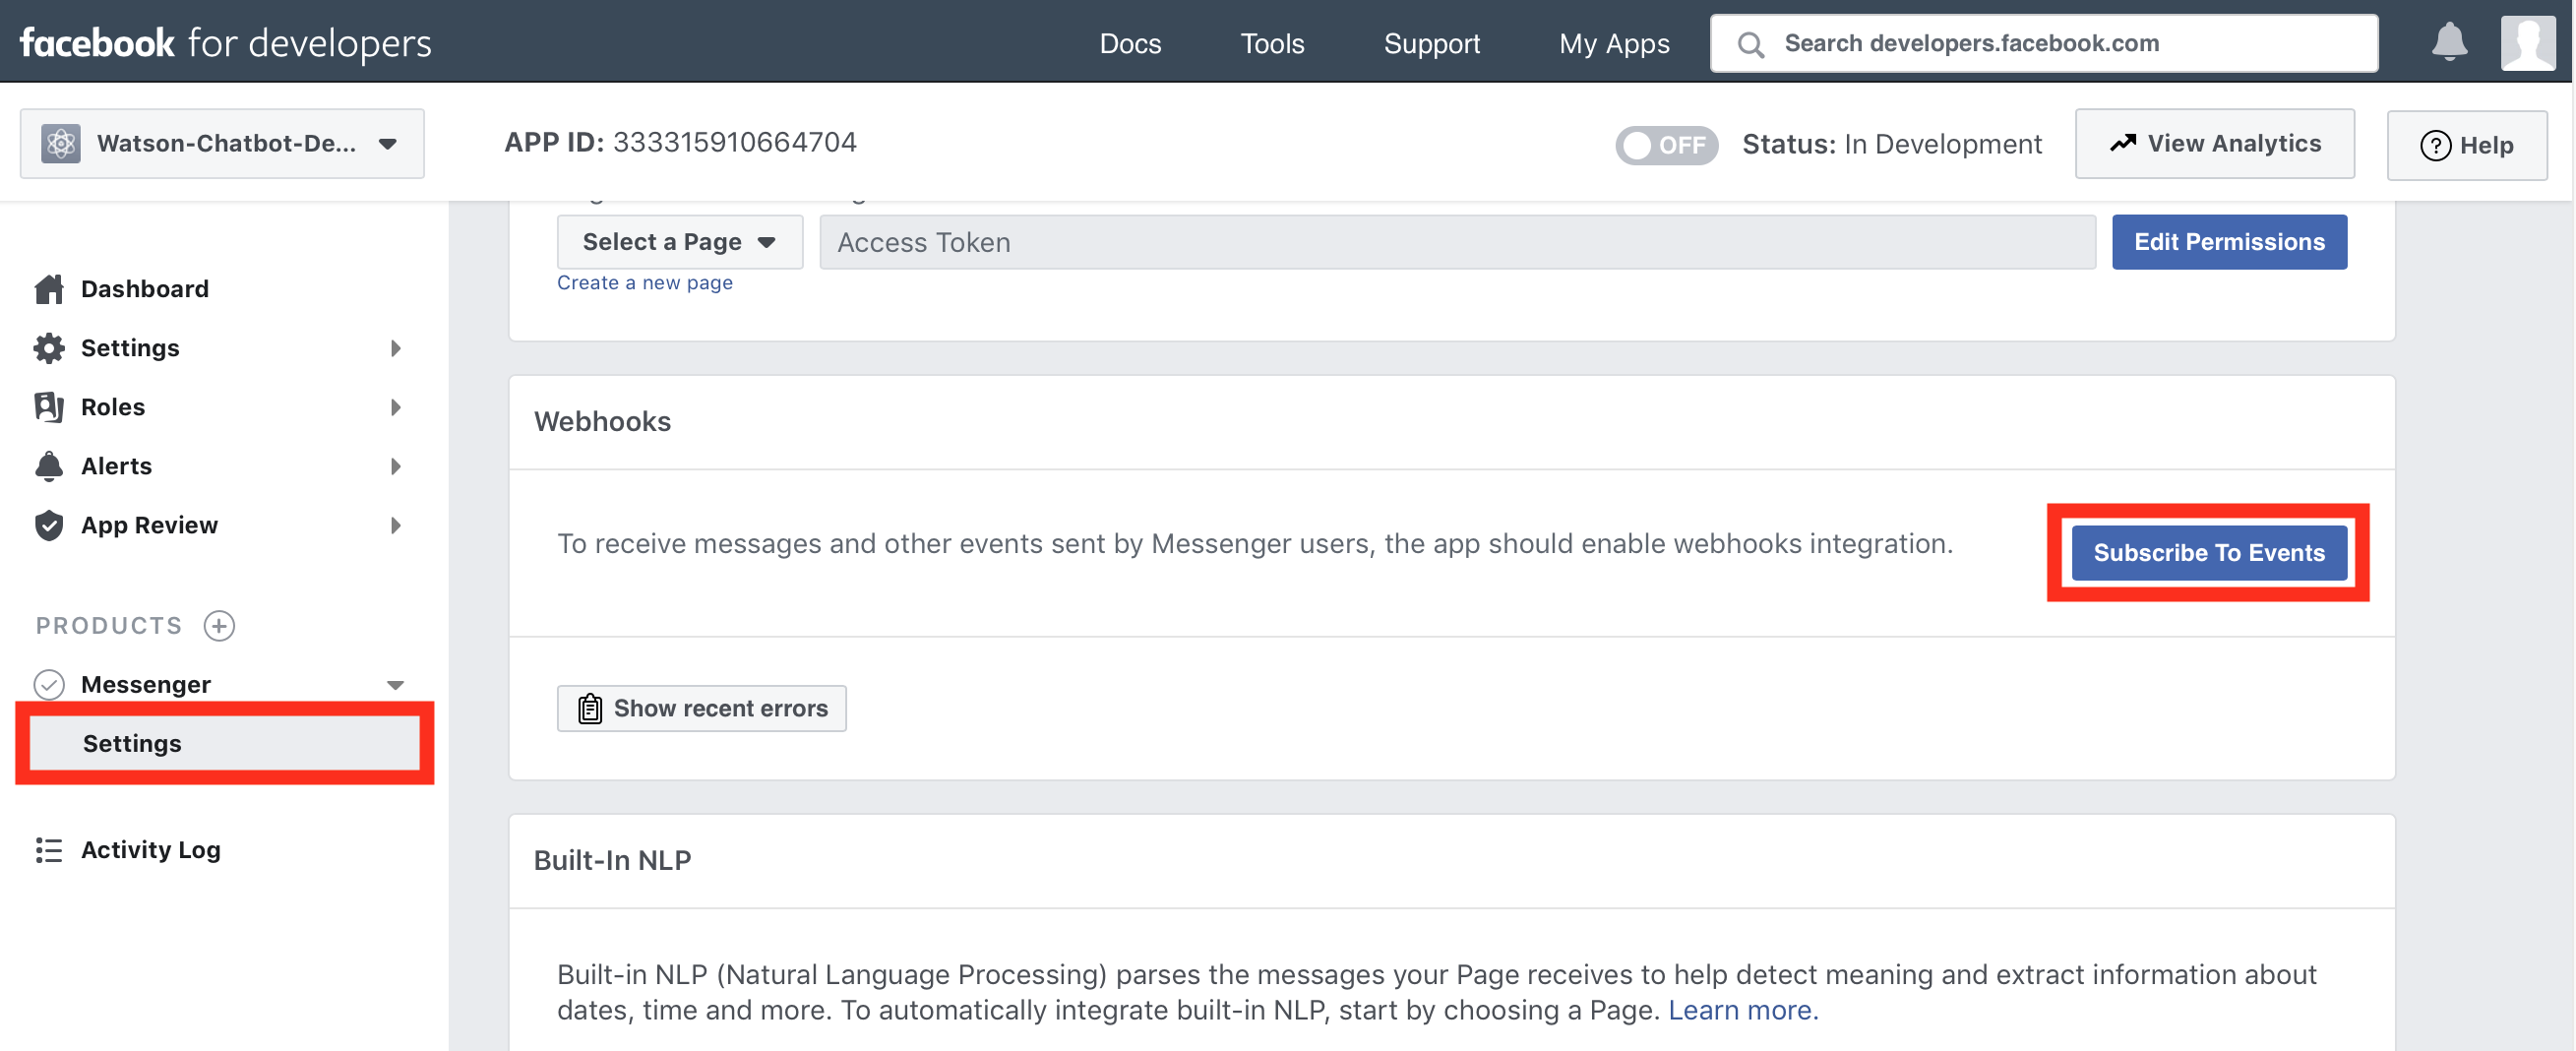 facebook for developers
Docs
Tools
Support
My Apps
Search developers.facebook.com
Watson-Chatbot-De...
APP ID: 333315910664704
OFF
Status: In Development
View Analytics
? Help
Dashboard
Settings
Roles
Alerts
App Review
PRODUCTS
Messenger
Settings
Activity Log
Select a Page
Access Token
Edit Permissions
Create a new page
Webhooks
To receive messages and other events sent by Messenger users, the app should enable webhooks integration.
Subscribe To Events
Show recent errors
Built-In NLP
Built-in NLP (Natural Language Processing) parses the messages your Page receives to help detect meaning and extract information about
dates, time and more. To automatically integrate built-in NLP, start by choosing a Page. Learn more.